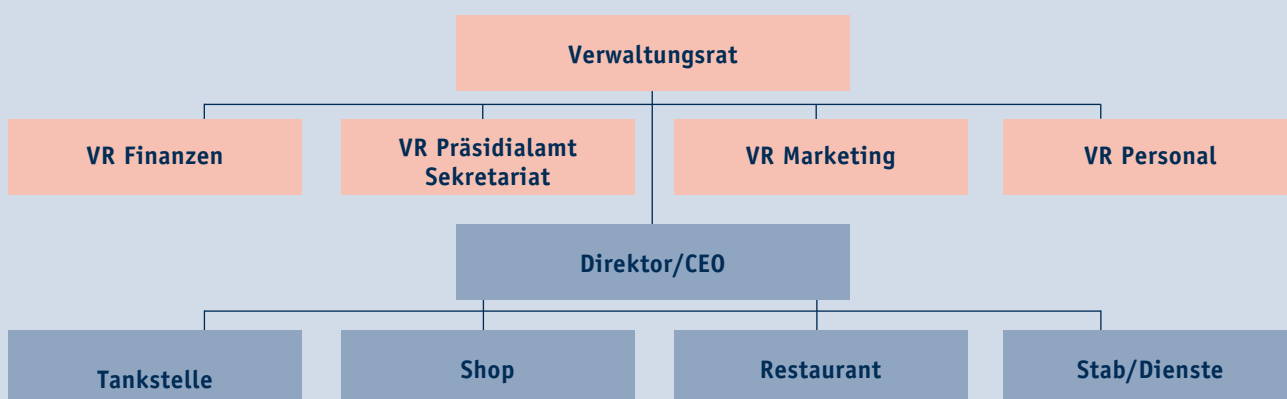 Verwaltungsrat
VR Finanzen
VR Präsidialamt
Sekretariat
VR Marketing
VR Personal
Direktor/CEO
Tankstelle
Shop
Restaurant
Stab/Dienste